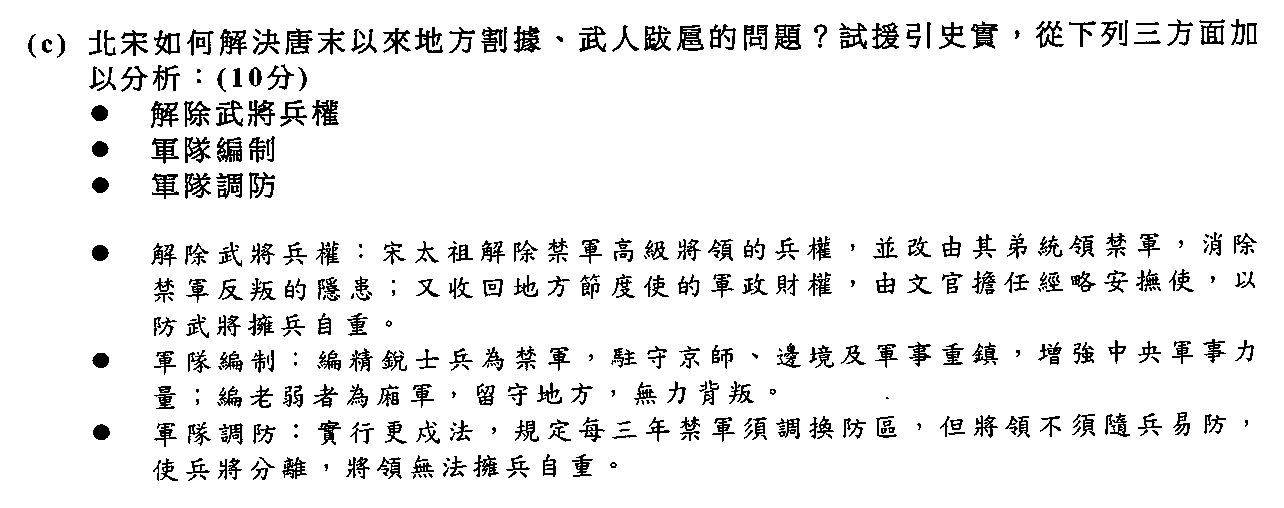 (c) 北宋如何解決唐末以來地方割據、武人跋扈的問題？試援引史實，從下列三方面加
以分析：(10分)
● 解除武將兵權
● 軍隊編制
● 軍隊調防
● 解除武將兵權：宋太祖解除禁軍高級將領的兵權，並改由其弟統領禁軍，消除
禁軍反叛的隱患；又收回地方節度使的軍政財權，由文官擔任經略安撫使，以
防武將擁兵自重。
● 軍隊編制：編精銳士兵為禁軍，駐守京師、邊境及軍事重鎮，增強中央軍事力
量；編老弱者為廂軍，留守地方，無力背叛。
● 軍隊調防：實行更戍法，規定每三年禁軍須調換防區，但將領不須隨兵易防，
使兵將分離，將領無法擁兵自重。